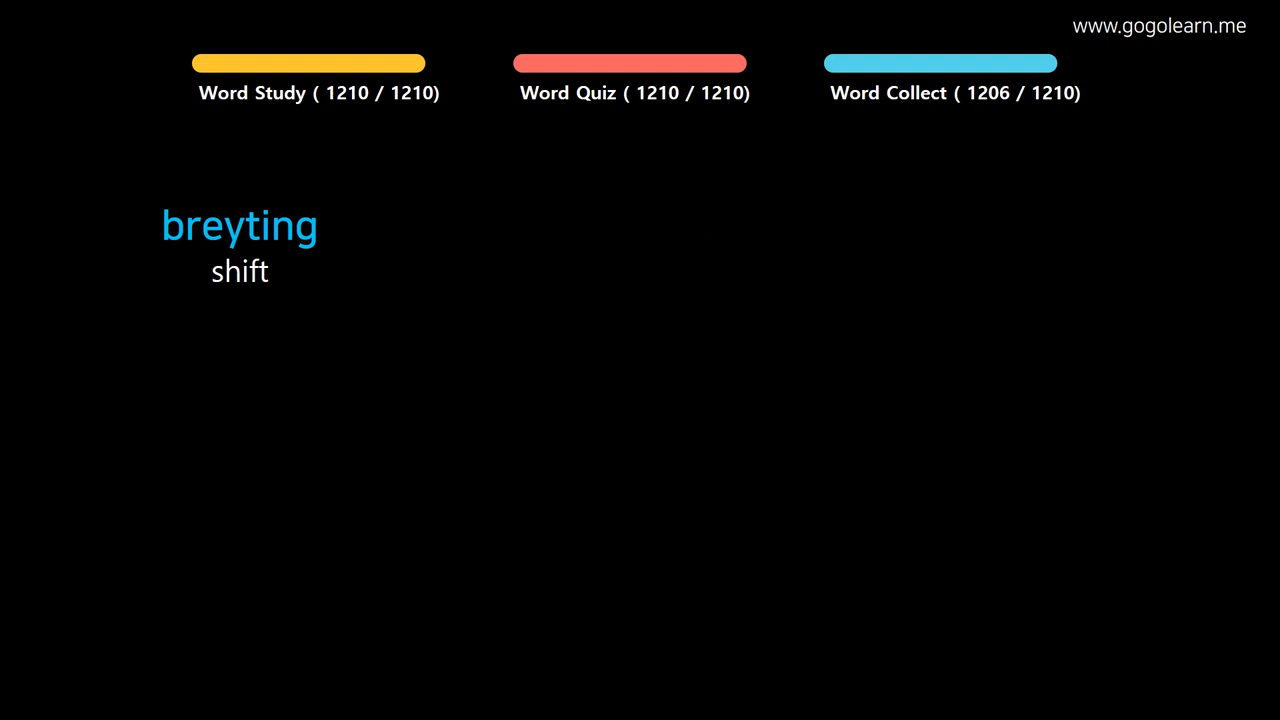 www.gogolearn.me
Word Study ( 1210 / 1210)
Word Quiz ( 1210 / 1210)
Word Collect ( 1206 / 1210)
breyting
shift